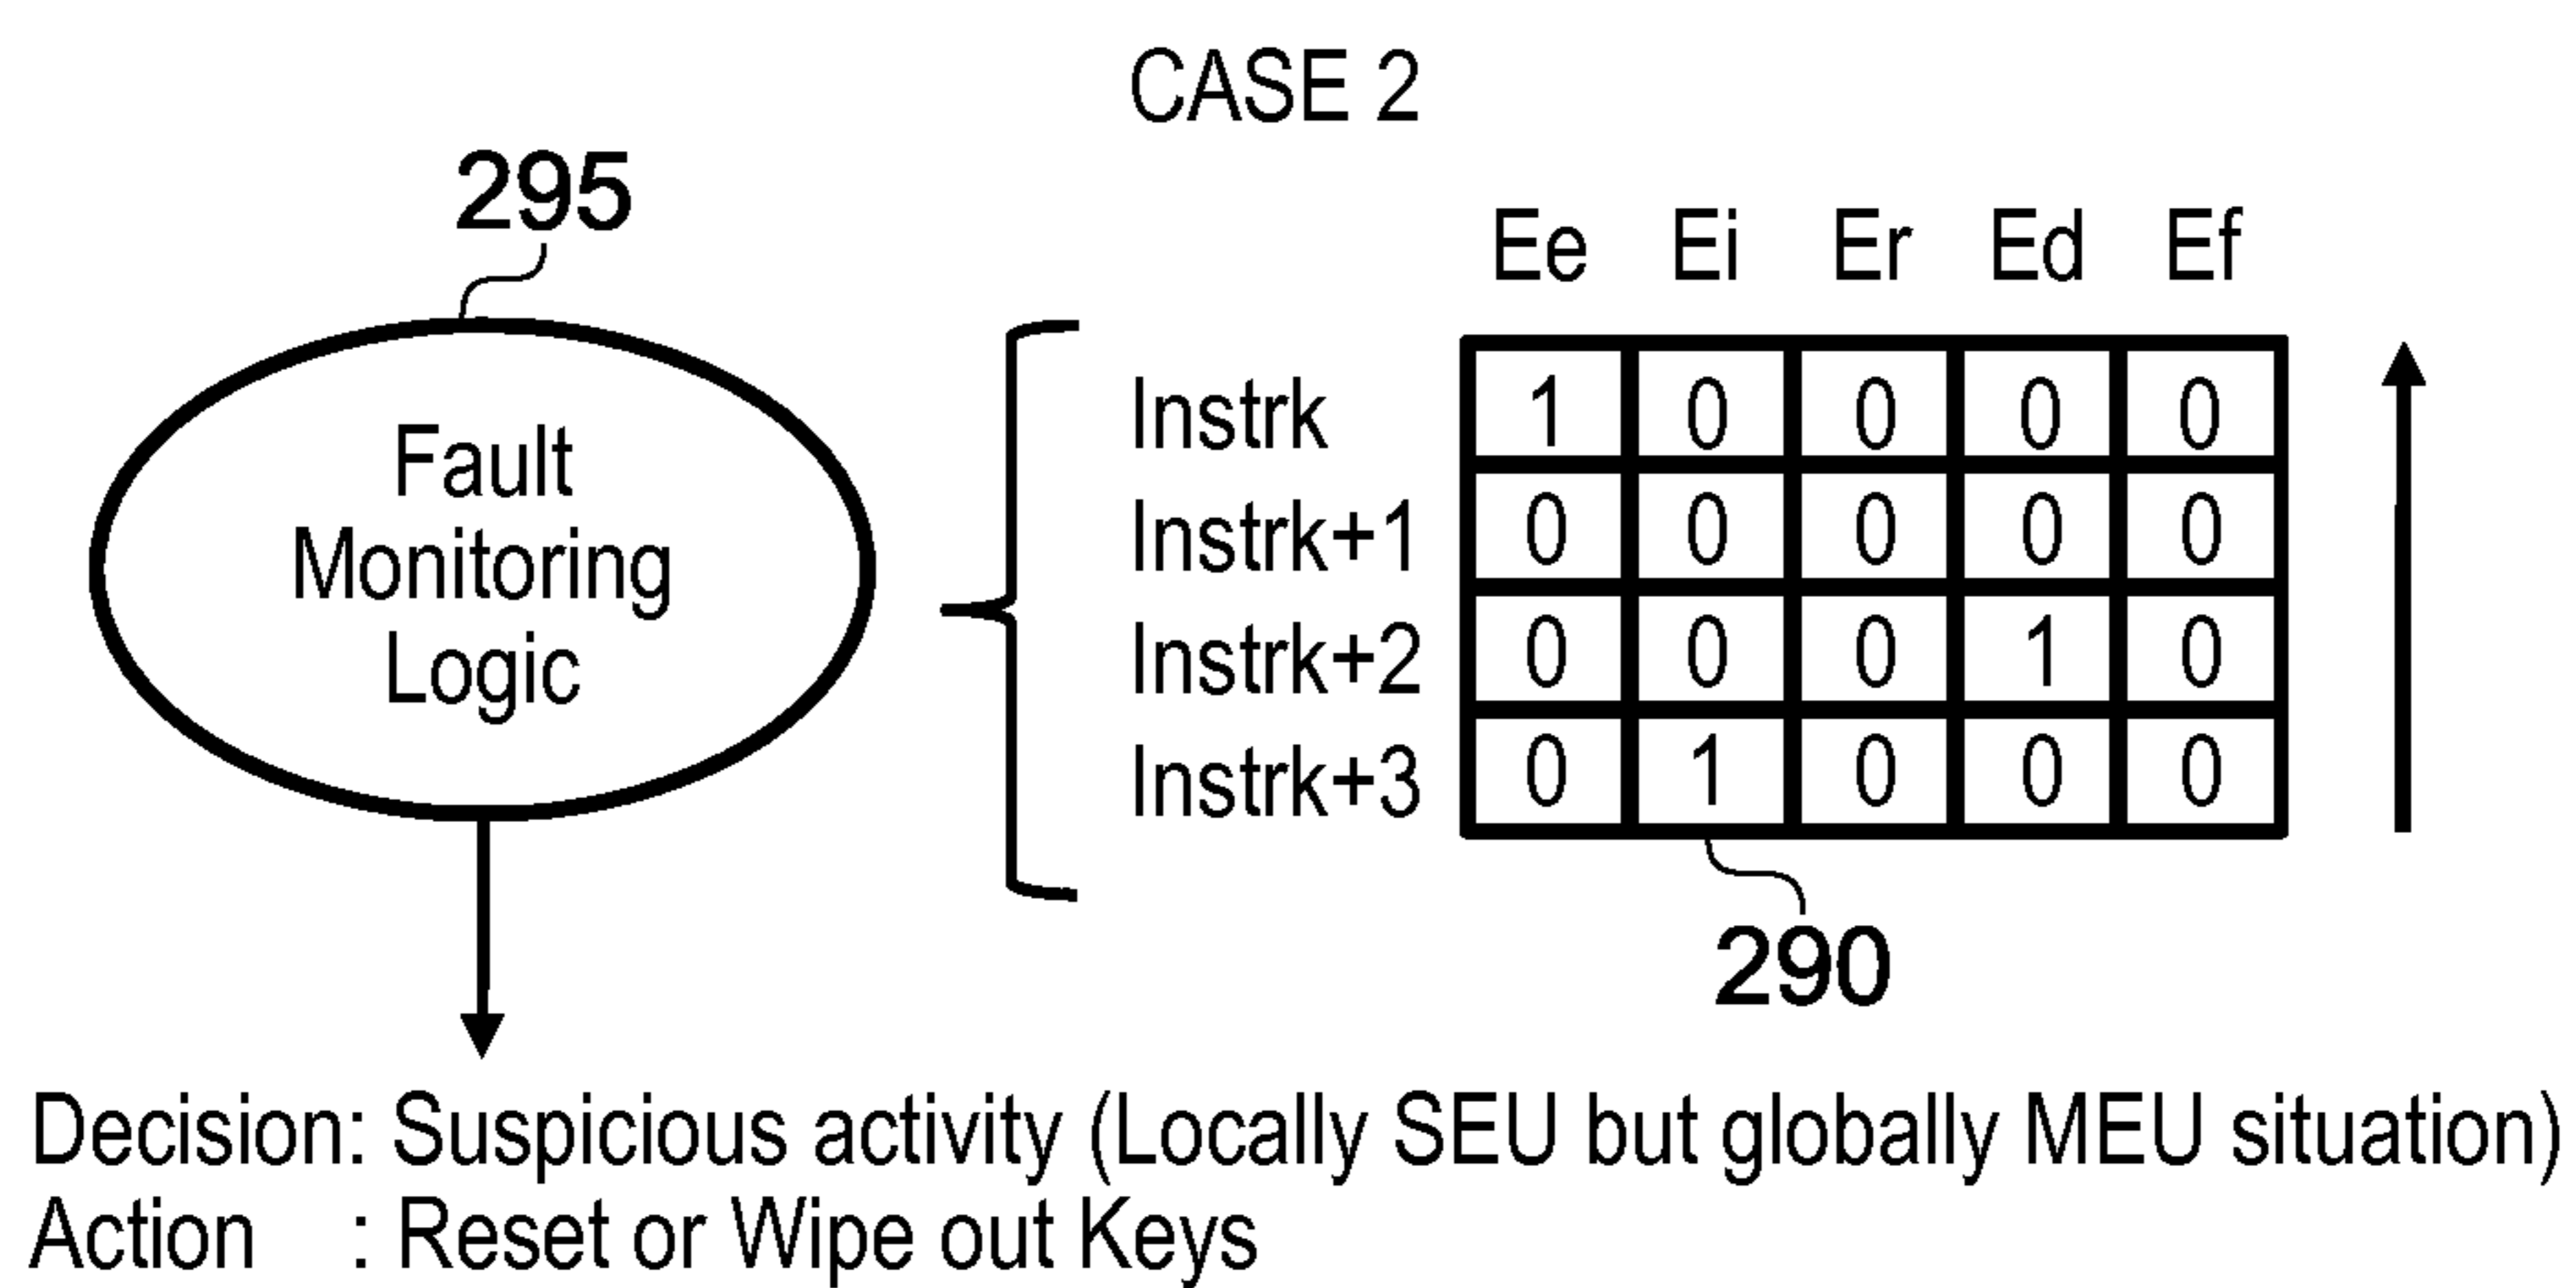 CASE 2
295
Ee Ei Er Ed Ef
Fault
Monitoring
Logic
Instrk 1 0 0 0 0
Instrk+1 0 0 0 0 0
Instrk+2 0 0 0 1 0
Instrk+3 0 1 0 0 0
290
Decision: Suspicious activity (Locally SEU but globally MEU situation)
Action : Reset or Wipe out Keys